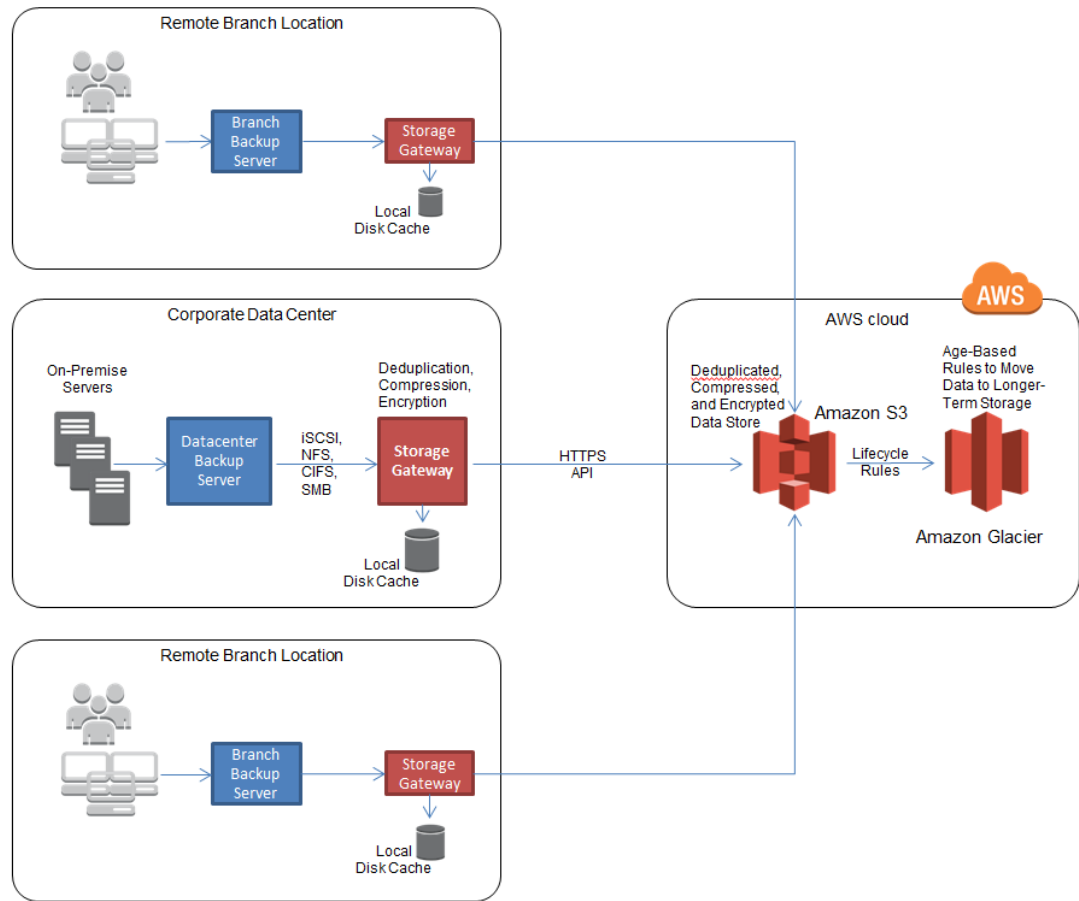 Remote Branch Location
Branch
Backup
Server
Storage
Gateway
Local
Disk Cache
Corporate Data Center
On-Premise
Servers
Datacenter
Backup
Server
iSCSI,
NFS,
CIFS,
SMB
Deduplication,
Compression,
Encryption
Storage
Gateway
Local
Disk Cache
HTTPS
API
AWS
AWS cloud
Deduplicated,
Compressed,
and Encrypted
Data Store
Amazon S3
Lifecycle
Rules
Age-Based
Rules to Move
Data to Longer-
Term Storage
Amazon Glacier
Remote Branch Location
Branch
Backup
Server
Storage
Gateway
Local
Disk Cache